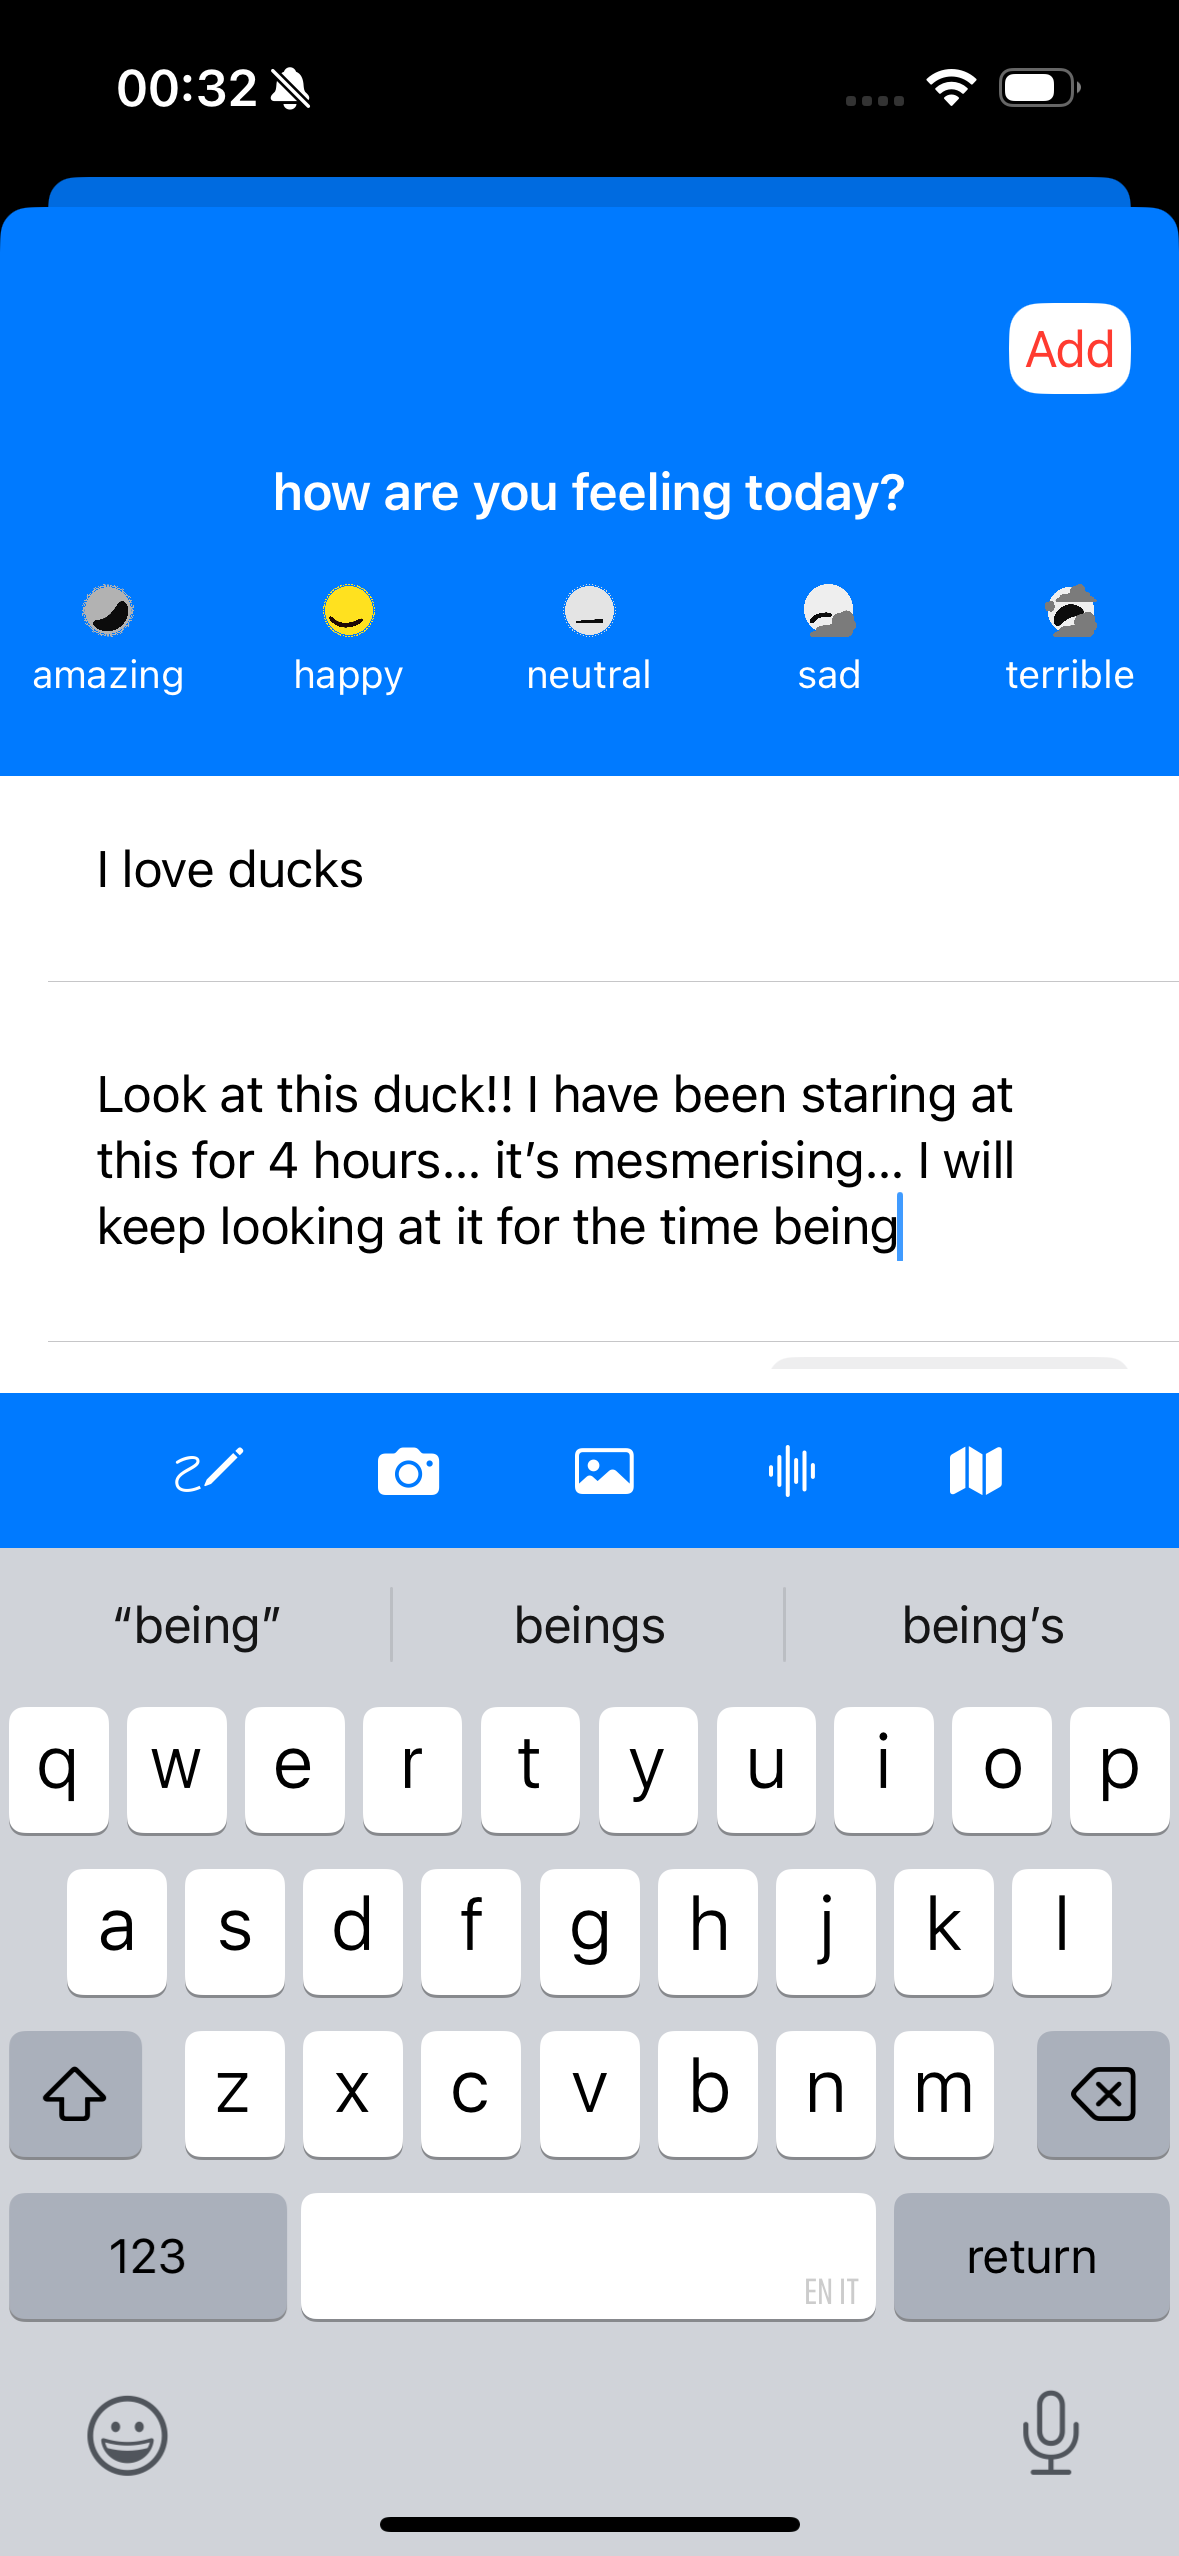 00:32
Add
how are you feeling today?
amazing happy neutral sad terrible
I love ducks
Look at this duck!! I have been staring at
this for 4 hours... it’s mesmerising... I will
keep looking at it for the time being
“being” beings being’s
q w e r t y u i o p
a s d f g h j k l
z x c v b n m
123 EN IT return